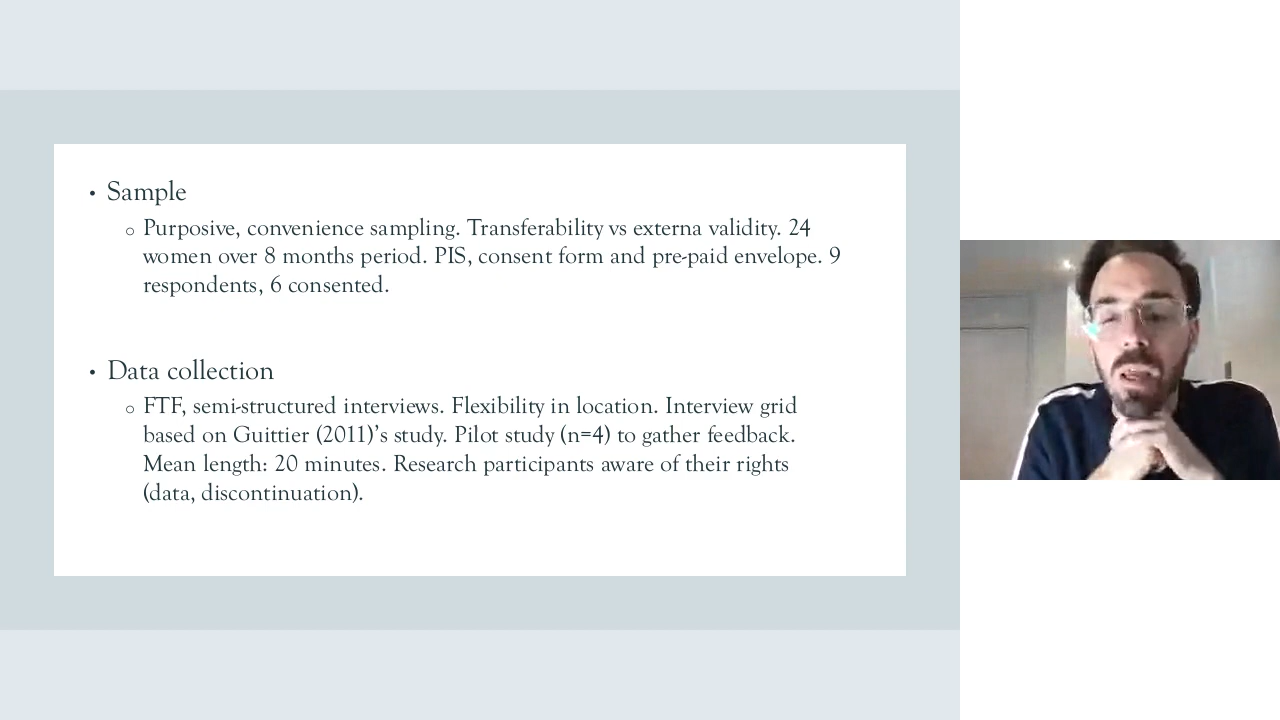 • Sample
o Purposive, convenience sampling. Transferability vs externa validity. 24
women over 8 months period. PIS, consent form and pre-paid envelope. 9
respondents, 6 consented.
• Data collection
o FTF, semi-structured interviews. Flexibility in location. Interview grid
based on Guittier (2011)’s study. Pilot study (n=4) to gather feedback.
Mean length: 20 minutes. Research participants aware of their rights
(data, discontinuation).